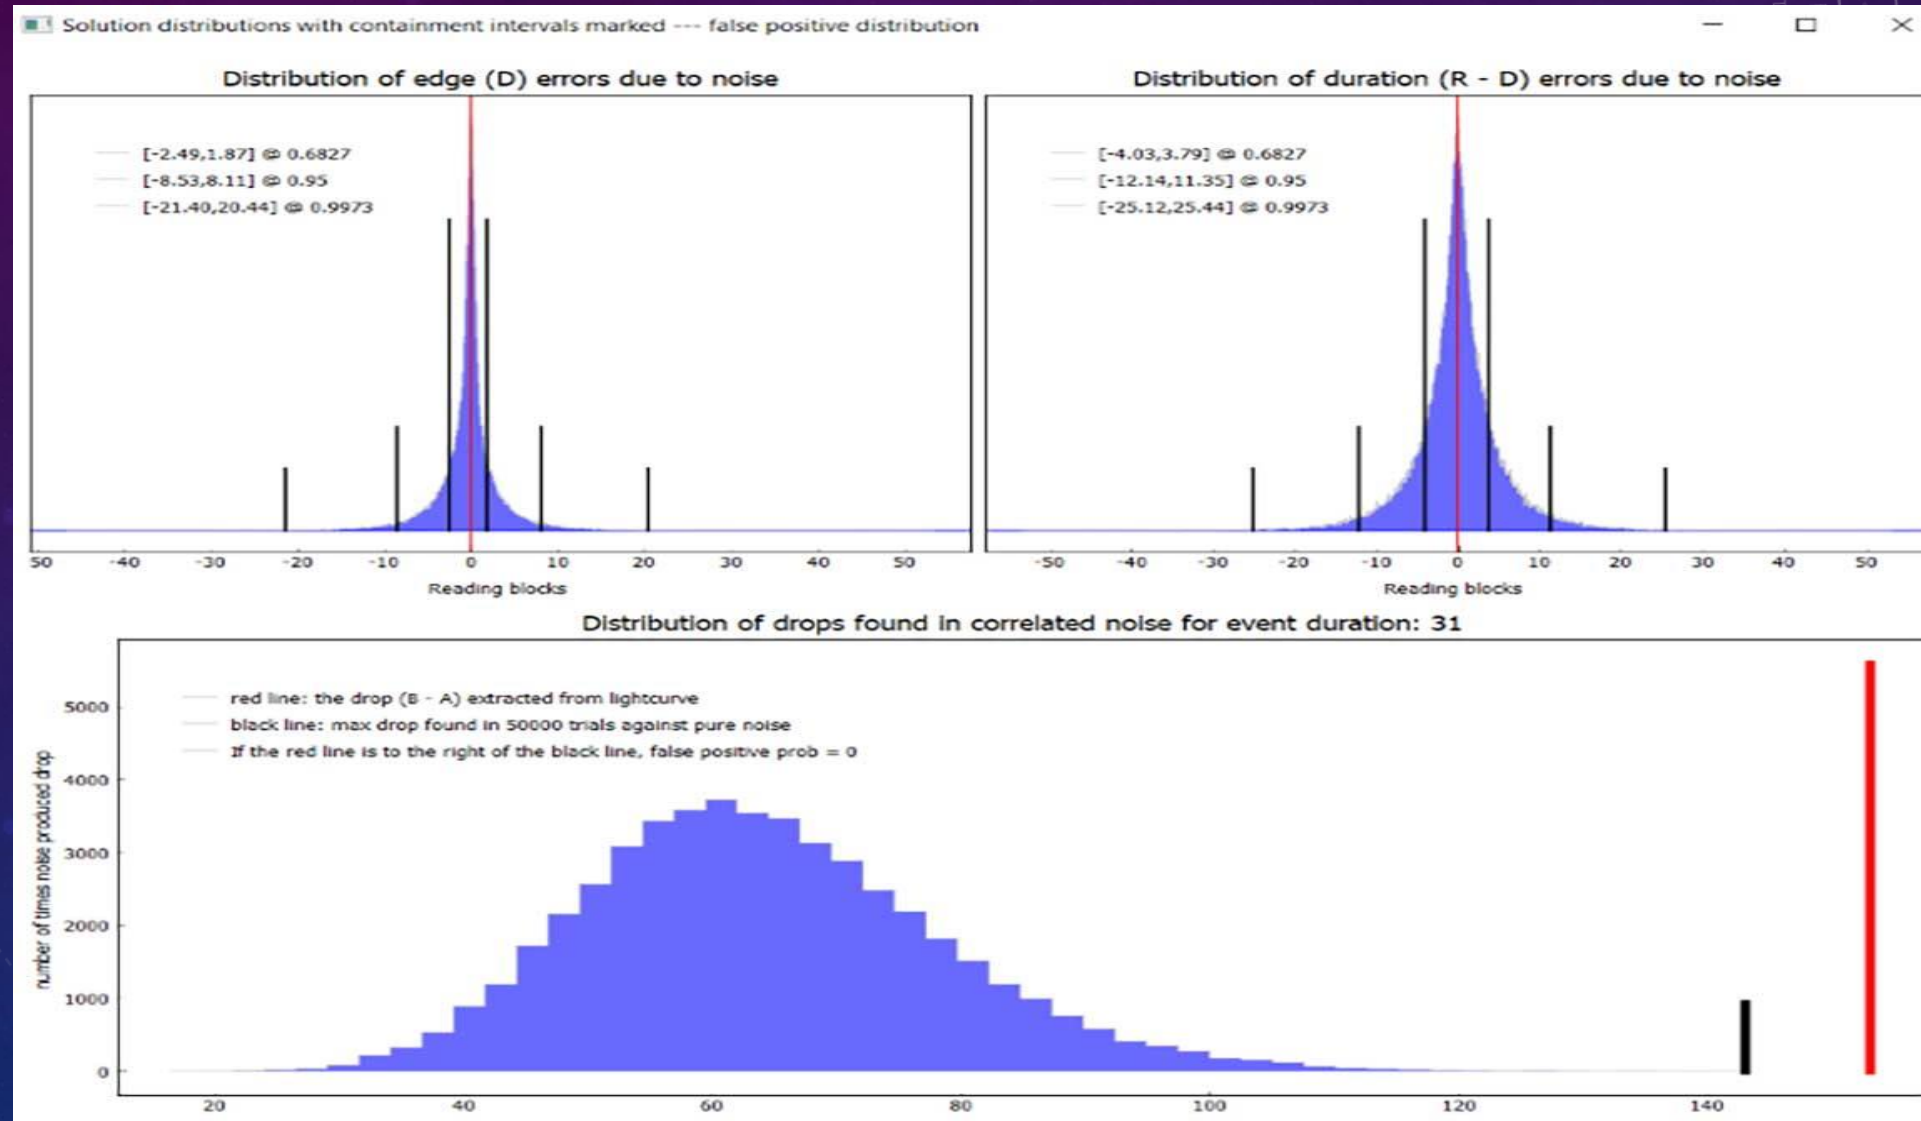 Solution distributions with containment intervals marked --- false positive distribution
Distribution of edge (D) errors due to noise
[-2.49,1.87] @ 0.6827
[-8.53,8.11] @ 0.95
[-21.40,20.44] @ 0.9973
50 -40 -30 -20 -10 0 10 20 30 40 50
Reading blocks
Distribution of duration (R - D) errors due to noise
[-4.03,3.79] @ 0.6827
[-12.14,11.35] @ 0.95
[-25.12,25.44] @ 0.9973
-50 -40 -30 -20 -10 0 10 20 30 40 50
Reading blocks
Distribution of drops found in correlated noise for event duration: 31
red line: the drop (B - A) extracted from lightcurve
black line: max drop found in 50000 trials against pure noise
If the red line is to the right of the black line, false positive prob = 0
number of times noise produced drop
5000
4000
3000
2000
1000
0
20 40 60 80 100 120 140